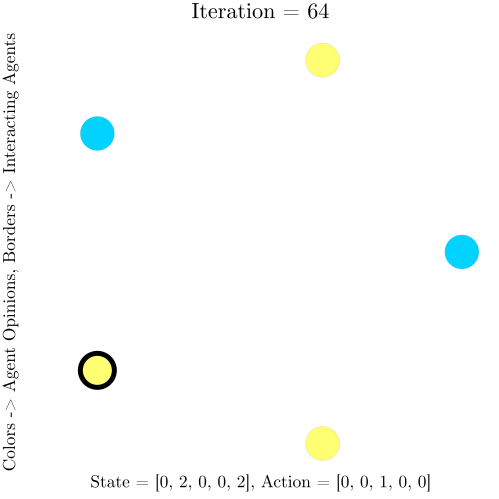 Iteration = 64
Colors -> Agent Opinions, Borders -> Interacting Agents
State = [0, 2, 0, 0, 2], Action = [0, 0, 1, 0, 0]